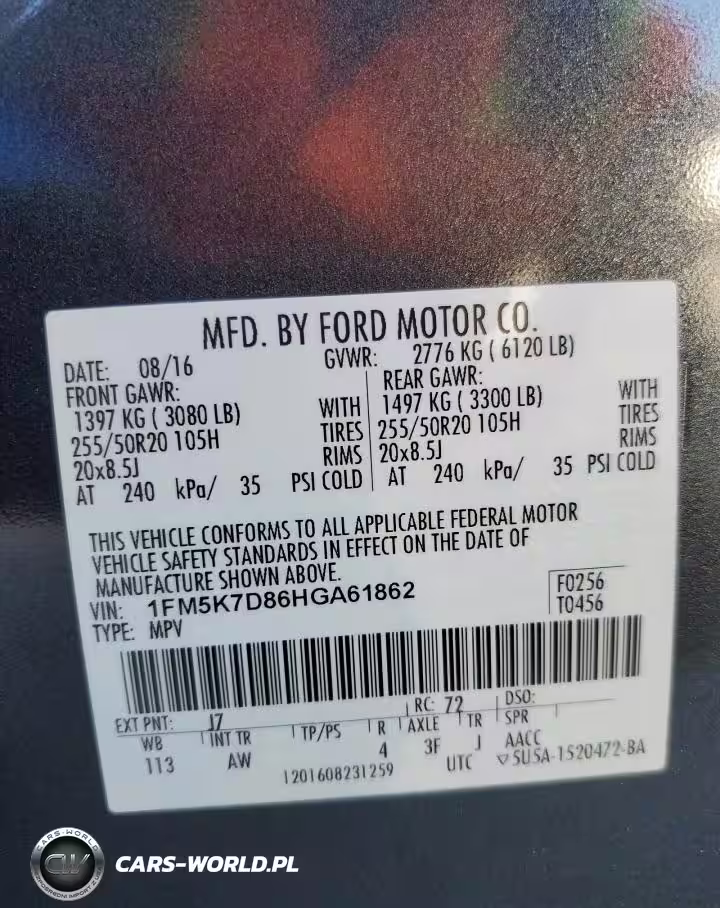 MFD. BY FORD MOTOR CO.
DATE: 08/16 GVWR: 2776 KG ( 6120 LB)
FRONT GAWR: REAR GAWR:
1397 KG ( 3080 LB) WITH 1497 KG ( 3300 LB) WITH
255/50R20 105H TIRES 255/50R20 105H TIRES
20x8.5J RIMS 20x8.5J RIMS
AT 240 kPa/ 35 PSI COLD AT 240 kPa/ 35 PSI COLD
THIS VEHICLE CONFORMS TO ALL APPLICABLE FEDERAL MOTOR
VEHICLE SAFETY STANDARDS IN EFFECT ON THE DATE OF
MANUFACTURE SHOWN ABOVE.
VIN: 1FM5K7D86HGA61862 F0256
TYPE: MPV T0456
EXT PNT: J7 RC: 72 DSO:
WB INT TR TP/PS R AXLE TR SPR
113 AW 4 3F J AACC
1201608231259 UTC ▽5U5A-1520472-BA
CARS-WORLD
CW
CARS-WORLD.PL